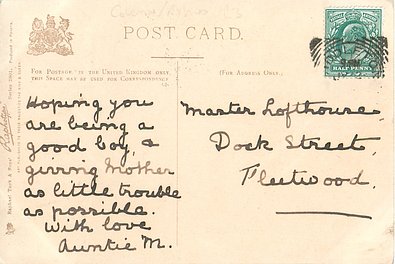 POST CARD.
FOR POSTAGE IN THE UNITED KINGDOM ONLY,
THIS SPACE MAY BE USED FOR CORRESPONDENCE
(FOR ADDRESS ONLY.)
HALFPENNY
Hoping you
are being a
good boy &
giving Mother
as little trouble
as possible.
With love
Auntie M.
Master Lofthouse
Dock Street,
Fleetwood.